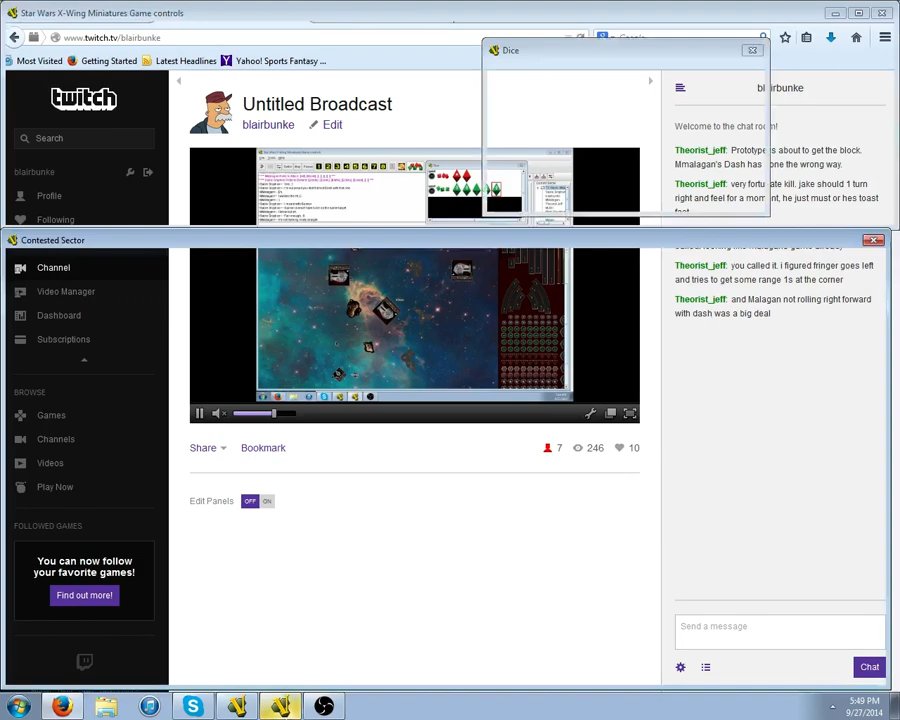 Star Wars X-Wing Miniatures Game controls
www.twitch.tv/blairbunke
Most Visited Getting Started Latest Headlines Yahoo! Sports Fantasy ...
Dice
twitch
Search
blairbunke
Profile
Following
Untitled Broadcast
blairbunke Edit
blairbunke
Welcome to the chat room!
Theorist_jeff: Prototype is about to get the block.
Mmalagan's Dash has gone the wrong way.
Theorist_jeff: very fortunate kill. jake should 1 turn
right and feel for a moment, he just must or hes toast
fast
Contested Sector
Channel
Video Manager
Dashboard
Subscriptions
BROWSE
Games
Channels
Videos
Play Now
FOLLOWED GAMES
You can now follow
your favorite games!
Find out more!
Share Bookmark
7 246 10
Edit Panels OFF ON
Theorist_jeff: you called it. i figured fringer goes left
and tries to get some range 1s at the corner
Theorist_jeff: and Malagan not rolling right forward
with dash was a big deal
Send a message
Chat
5:49 PM
9/27/2014